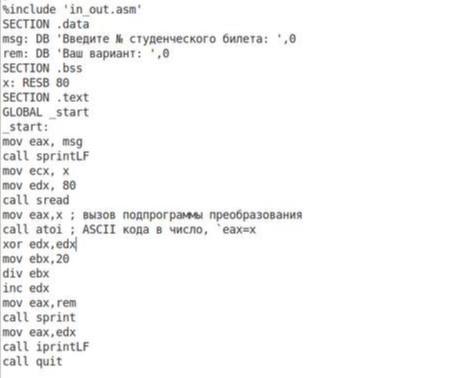 %include 'in_out.asm'
SECTION .data
msg: DB 'Введите № студенческого билета: ',0
rem: DB 'Ваш вариант: ',0
SECTION .bss
x: RESB 80
SECTION .text
GLOBAL _start
_start:
mov eax, msg
call sprintLF
mov ecx, x
mov edx, 80
call sread
mov eax,x ; вызов подпрограммы преобразования
call atoi ; ASCII кода в число, `eax=x
xor edx,edx
mov ebx,20
div ebx
inc edx
mov eax,rem
call sprint
mov eax,edx
call iprintLF
call quit